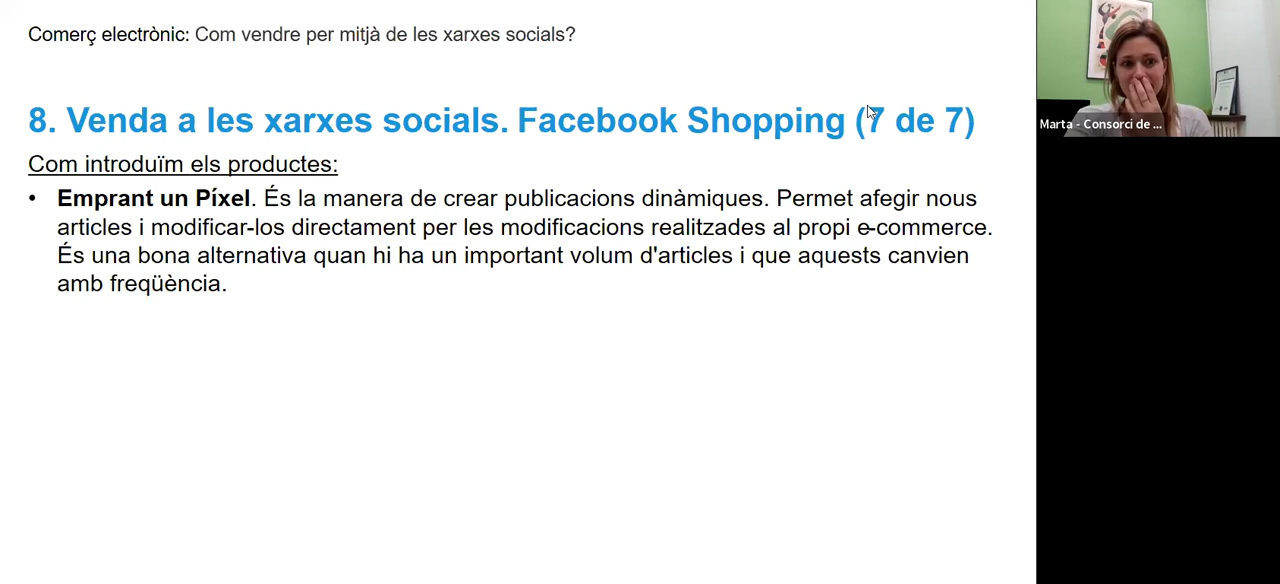 Comerç electrònic: Com vendre per mitjà de les xarxes socials?
8. Venda a les xarxes socials. Facebook Shopping (7 de 7)
Com introduïm els productes:
• Emprant un Píxel. És la manera de crear publicacions dinàmiques. Permet afegir nous
articles i modificar-los directament per les modificacions realitzades al propi e-commerce.
És una bona alternativa quan hi ha un important volum d'articles i que aquests canvien
amb freqüència.
Marta - Consorci de ...